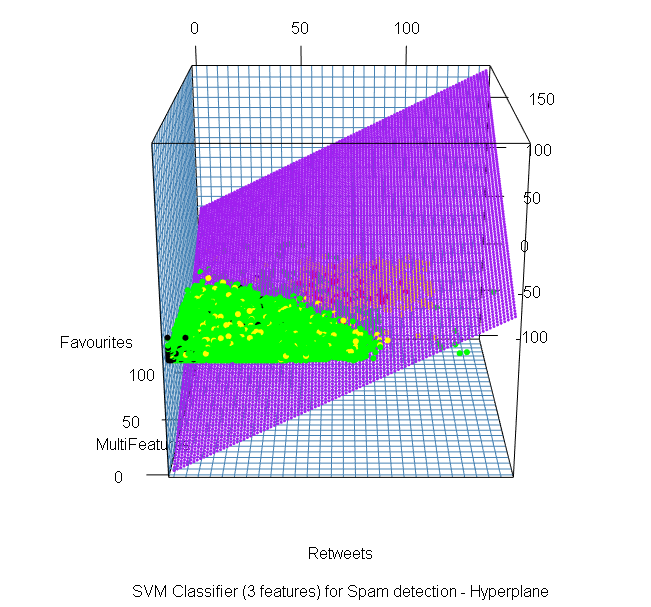 0 50 100
150
100
50
0
-50
-100
Favourites
100
50
MultiFeatures
0
Retweets
SVM Classifier (3 features) for Spam detection - Hyperplane